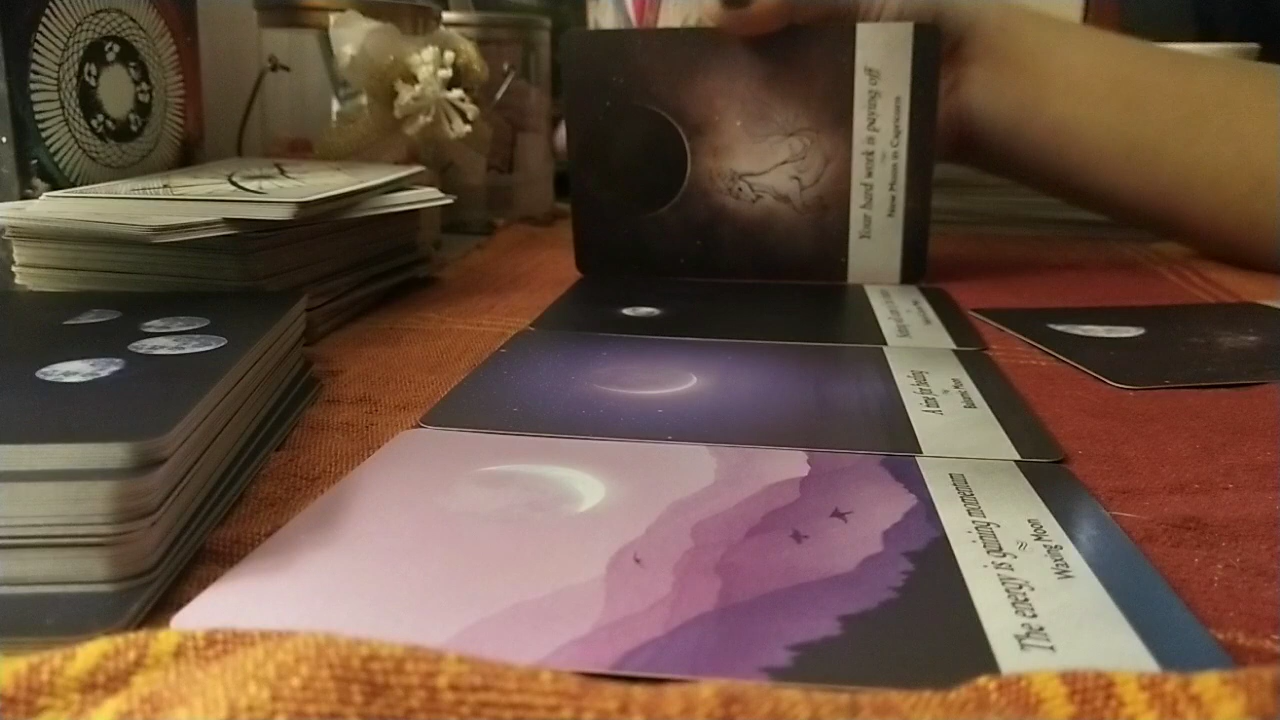 Your hard work is paying off
New Moon in Capricorn
A time for healing
Balsamic Moon
The energy is gaining momentum
Waxing Moon